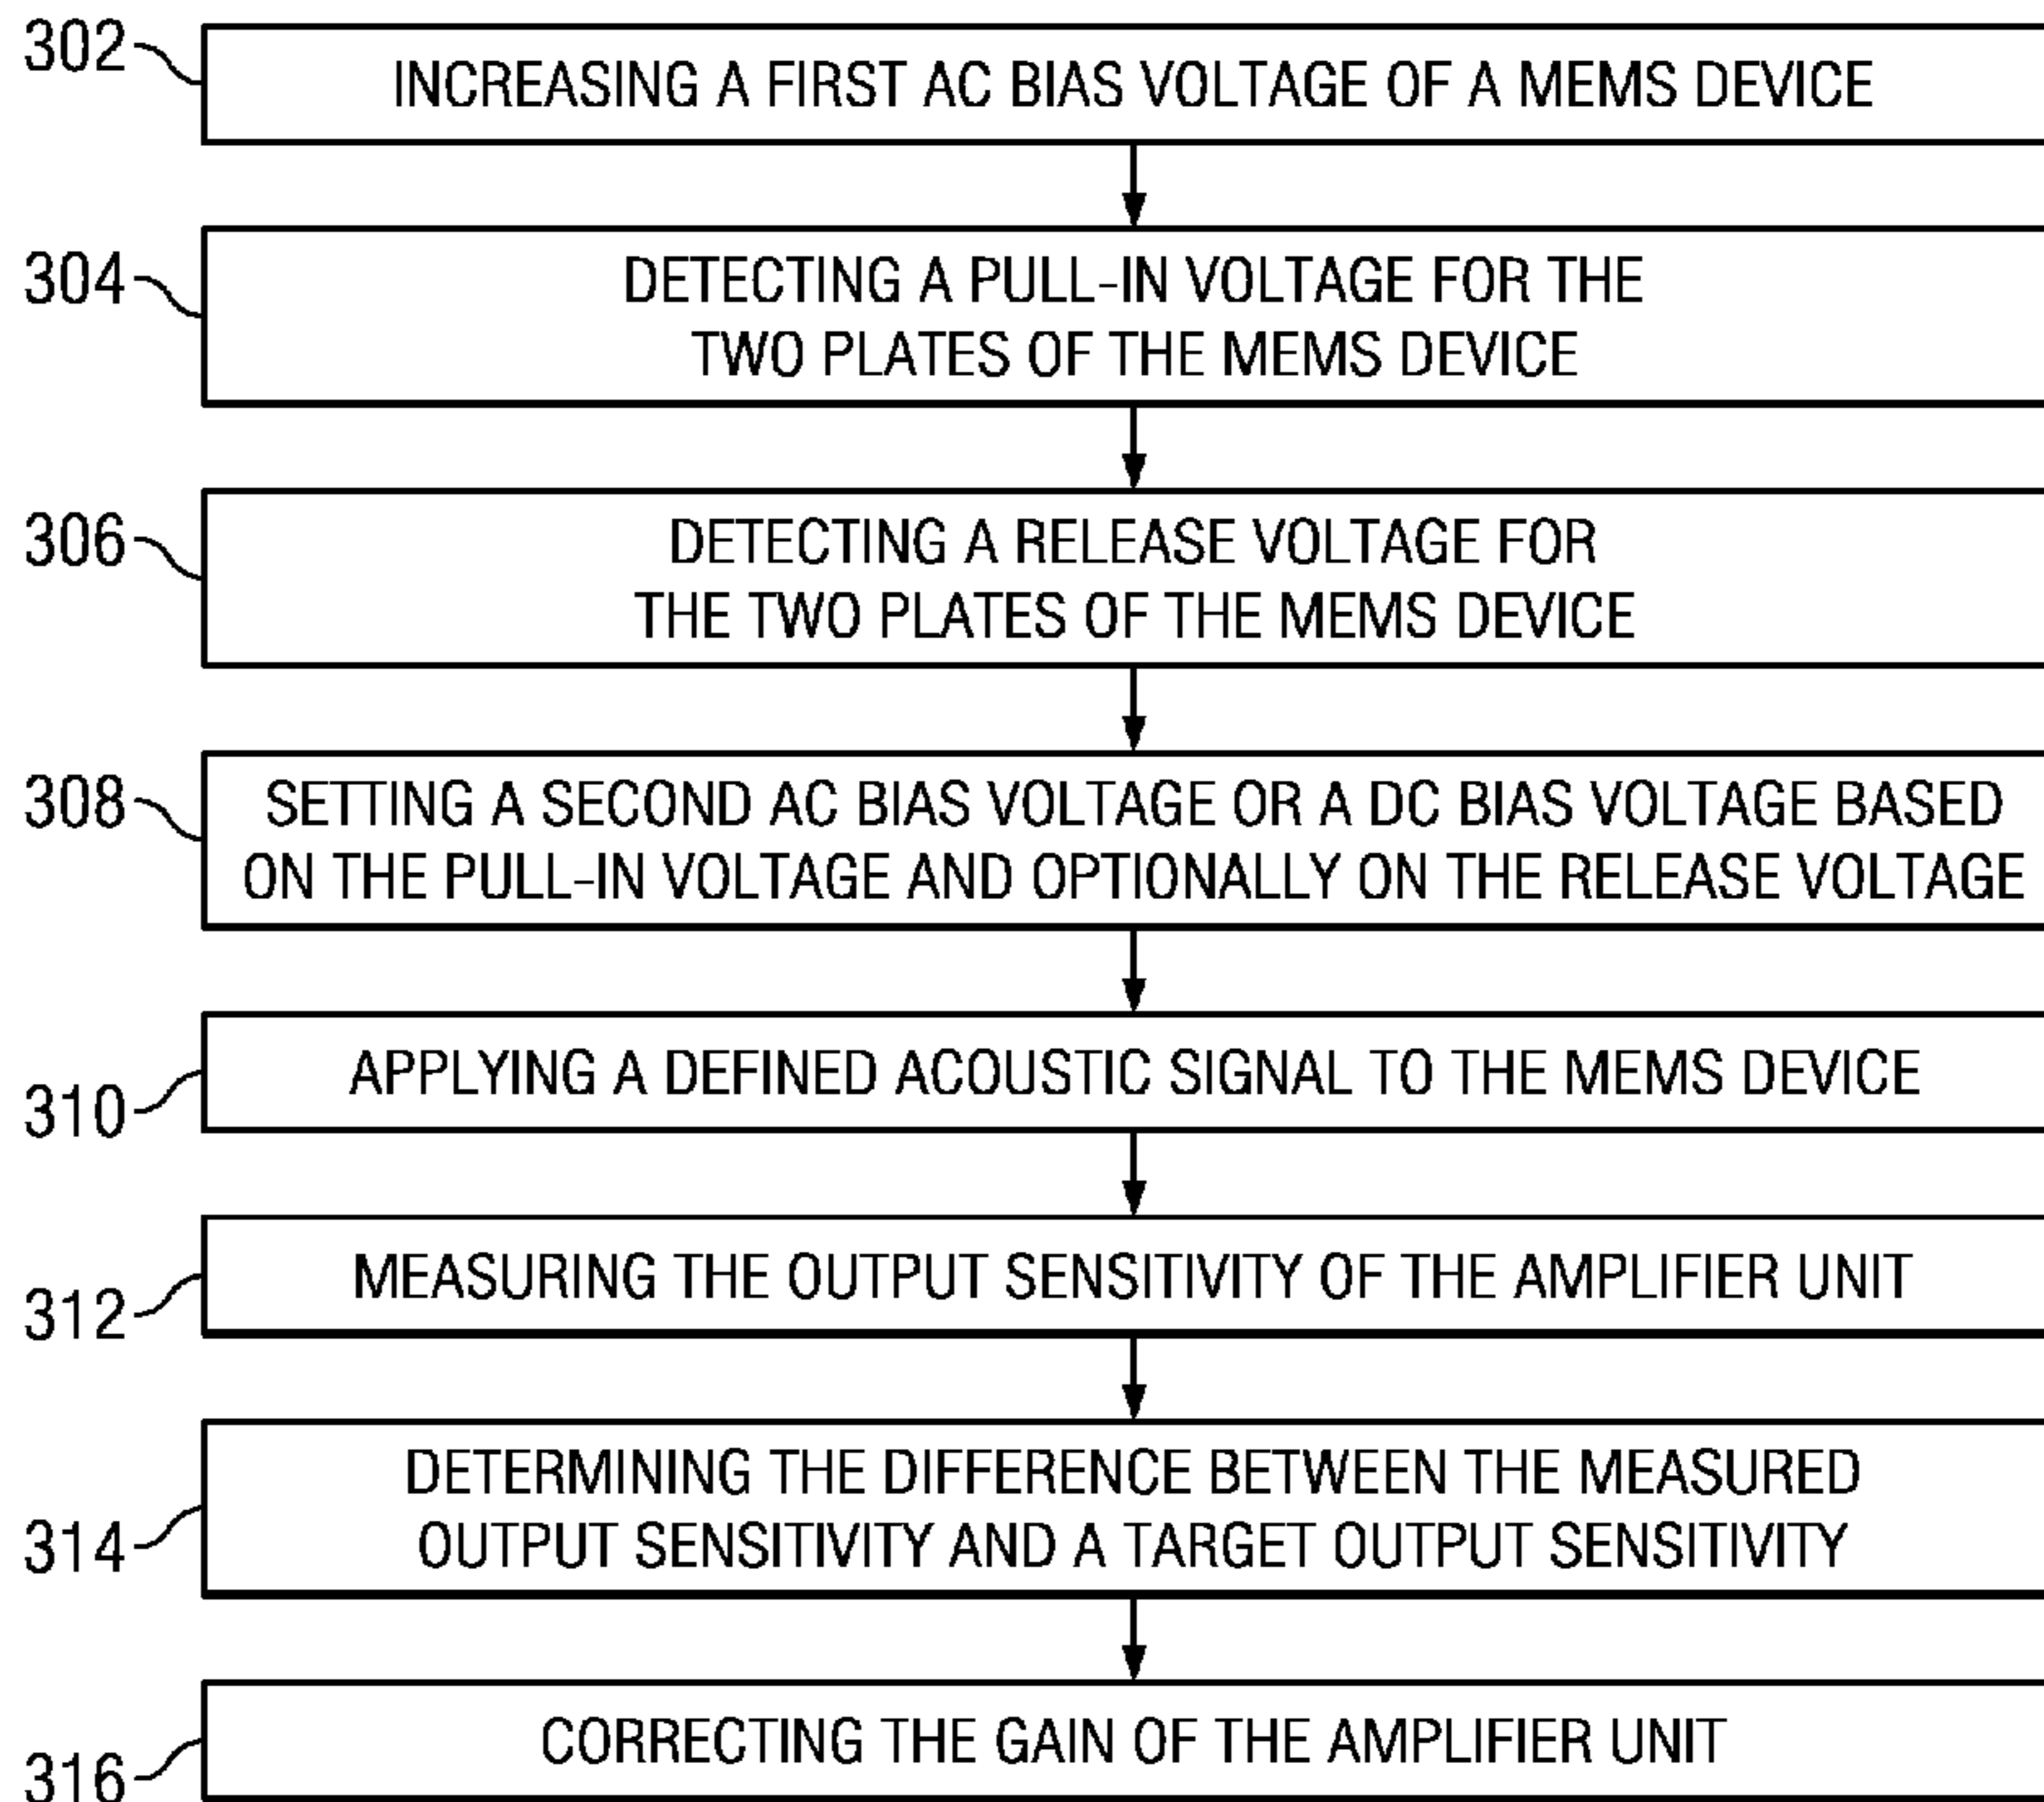 302
INCREASING A FIRST AC BIAS VOLTAGE OF A MEMS DEVICE
304
DETECTING A PULL-IN VOLTAGE FOR THE
TWO PLATES OF THE MEMS DEVICE
306
DETECTING A RELEASE VOLTAGE FOR
THE TWO PLATES OF THE MEMS DEVICE
308
SETTING A SECOND AC BIAS VOLTAGE OR A DC BIAS VOLTAGE BASED
ON THE PULL-IN VOLTAGE AND OPTIONALLY ON THE RELEASE VOLTAGE
310
APPLYING A DEFINED ACOUSTIC SIGNAL TO THE MEMS DEVICE
312
MEASURING THE OUTPUT SENSITIVITY OF THE AMPLIFIER UNIT
314
DETERMINING THE DIFFERENCE BETWEEN THE MEASURED
OUTPUT SENSITIVITY AND A TARGET OUTPUT SENSITIVITY
316
CORRECTING THE GAIN OF THE AMPLIFIER UNIT